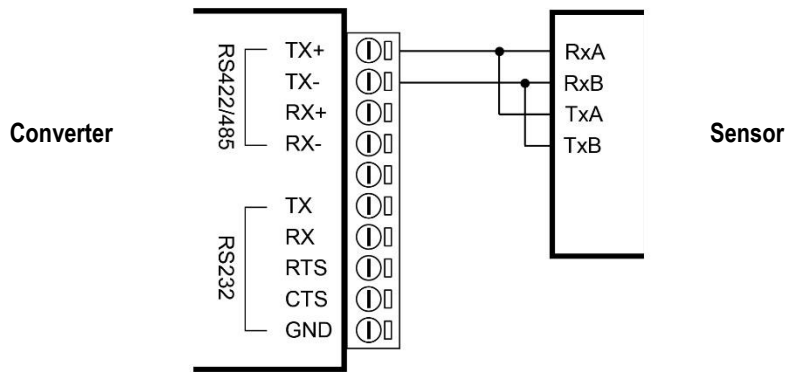 Converter
RS422/485
TX+
TX-
RX+
RX-
RS232
TX
RX
RTS
CTS
GND
RxA
RxB
TxA
TxB
Sensor